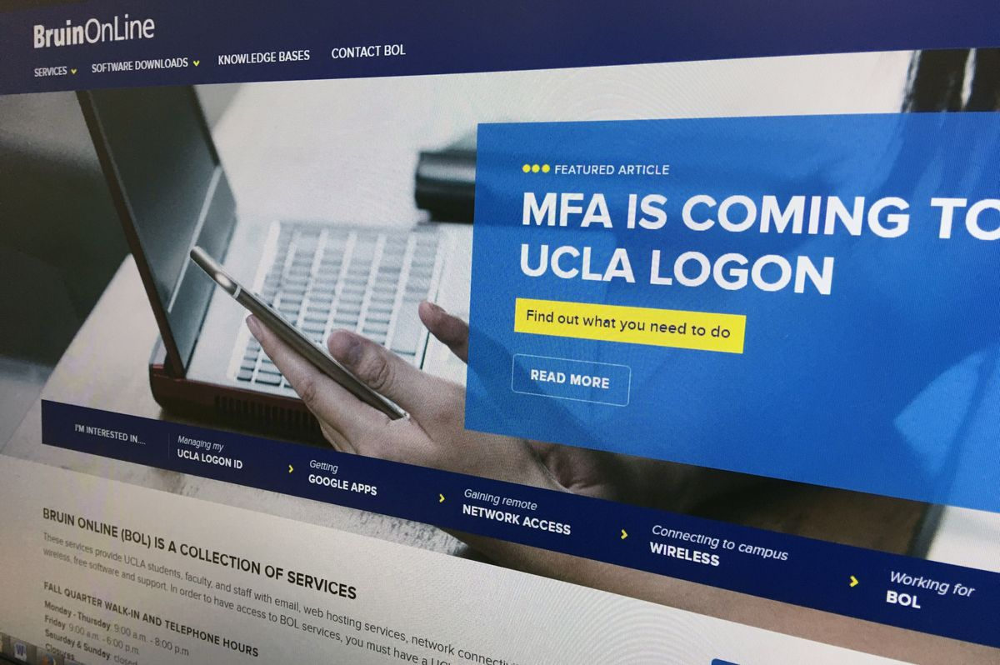 BruinOnLine
SERVICES
SOFTWARE DOWNLOADS
KNOWLEDGE BASES
CONTACT BOL
FEATURED ARTICLE
MFA IS COMING TO
UCLA LOGON
Find out what you need to do
READ MORE
I'M INTERESTED IN....
Managing my
UCLA LOGON ID
Getting
GOOGLE APPS
Gaining remote
NETWORK ACCESS
Connecting to campus
WIRELESS
Working for
BOL
BRUIN ONLINE (BOL) IS A COLLECTION OF SERVICES
These services provide UCLA students, faculty, and staff with email, web hosting services, network
wireless, free software and support. In order to have access to BOL services, you must have a
FALL QUARTER WALK-IN AND TELEPHONE HOURS
Monday - Thursday: 9:00 a.m. - 8:00 p.m
Friday: 9:00 a.m. - 6:00 p.m.
Saturday & Sunday: closed
Closures